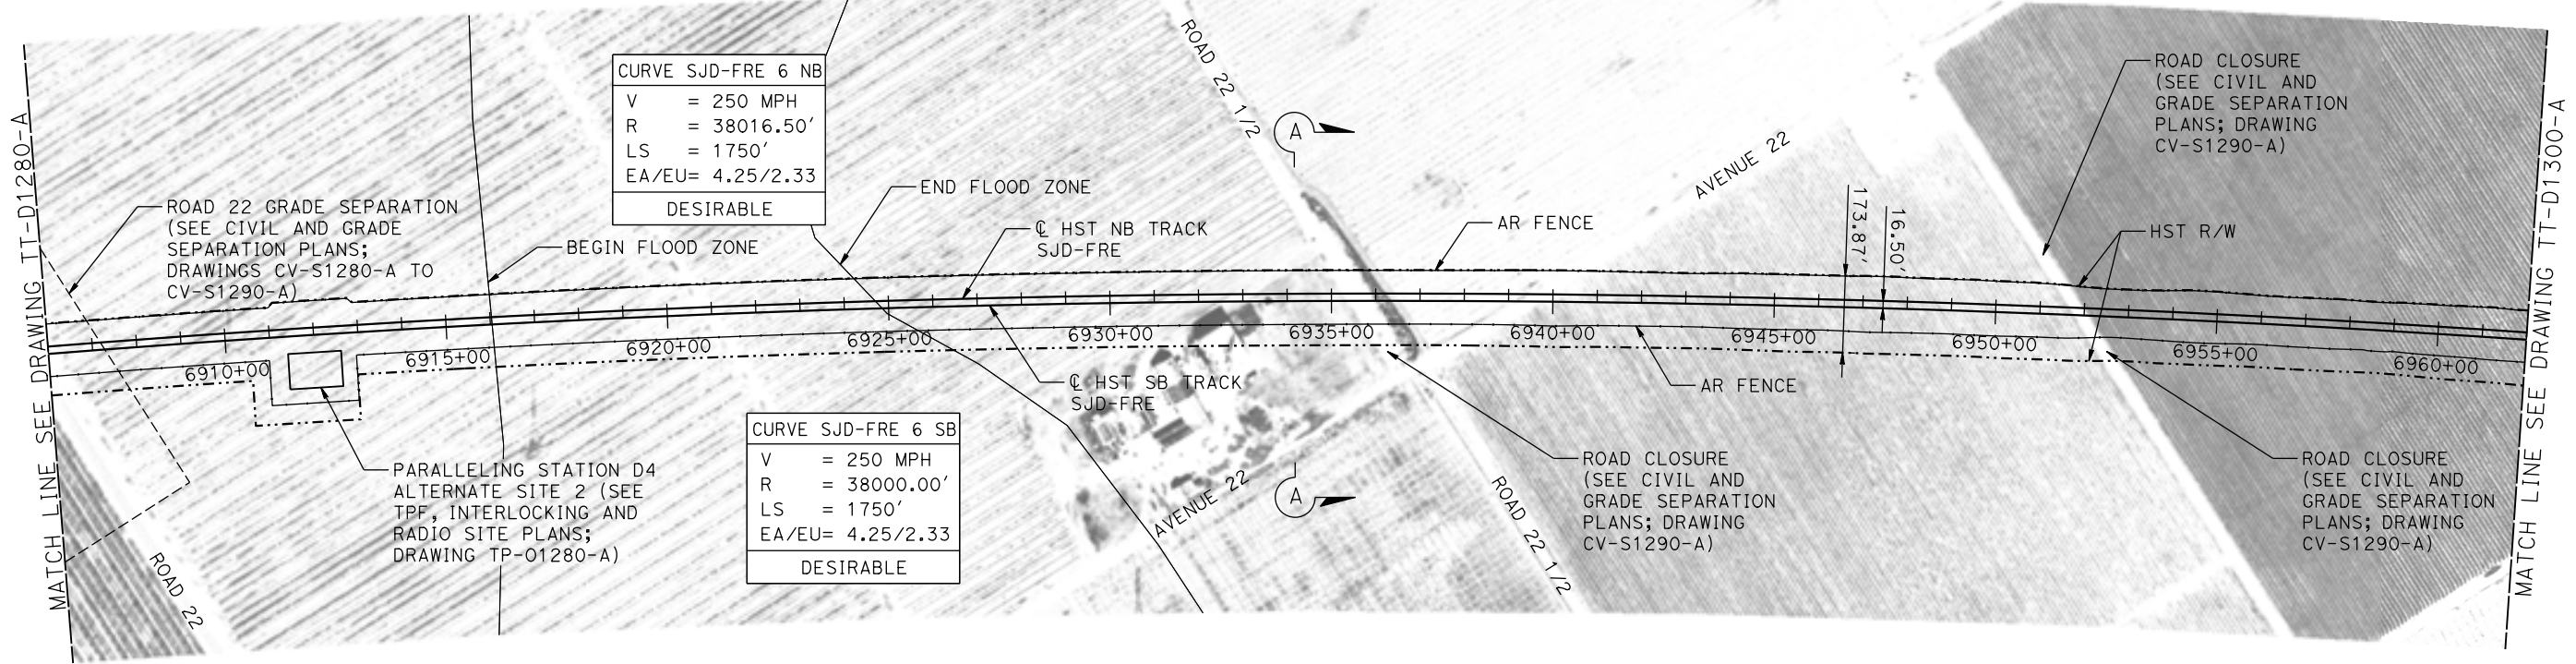 MATCH LINE SEE DRAWING TT-D1280-A
ROAD 22 GRADE SEPARATION
(SEE CIVIL AND GRADE
SEPARATION PLANS;
DRAWINGS CV-S1280-A TO
CV-S1290-A)
CURVE SJD-FRE 6 NB
V = 250 MPH
R = 38016.50'
LS = 1750'
EA/EU= 4.25/2.33
DESIRABLE
BEGIN FLOOD ZONE
END FLOOD ZONE
℄ HST NB TRACK
SJD-FRE
ROAD 22 1/2
A
AR FENCE
AVENUE 22
173.87'
16.50'
ROAD CLOSURE
(SEE CIVIL AND
GRADE SEPARATION
PLANS; DRAWING
CV-S1290-A)
HST R/W
6910+00
6915+00
6920+00
6925+00
6930+00
6935+00
6940+00
6945+00
6950+00
6955+00
6960+00
℄ HST SB TRACK
SJD-FRE
AR FENCE
PARALLELING STATION D4
ALTERNATE SITE 2 (SEE
TPF, INTERLOCKING AND
RADIO SITE PLANS;
DRAWING TP-O1280-A)
ROAD 22
CURVE SJD-FRE 6 SB
V = 250 MPH
R = 38000.00'
LS = 1750'
EA/EU= 4.25/2.33
DESIRABLE
AVENUE 22
A
ROAD 22 1/2
ROAD CLOSURE
(SEE CIVIL AND
GRADE SEPARATION
PLANS; DRAWING
CV-S1290-A)
ROAD CLOSURE
(SEE CIVIL AND
GRADE SEPARATION
PLANS; DRAWING
CV-S1290-A)
MATCH LINE SEE DRAWING TT-D1300-A